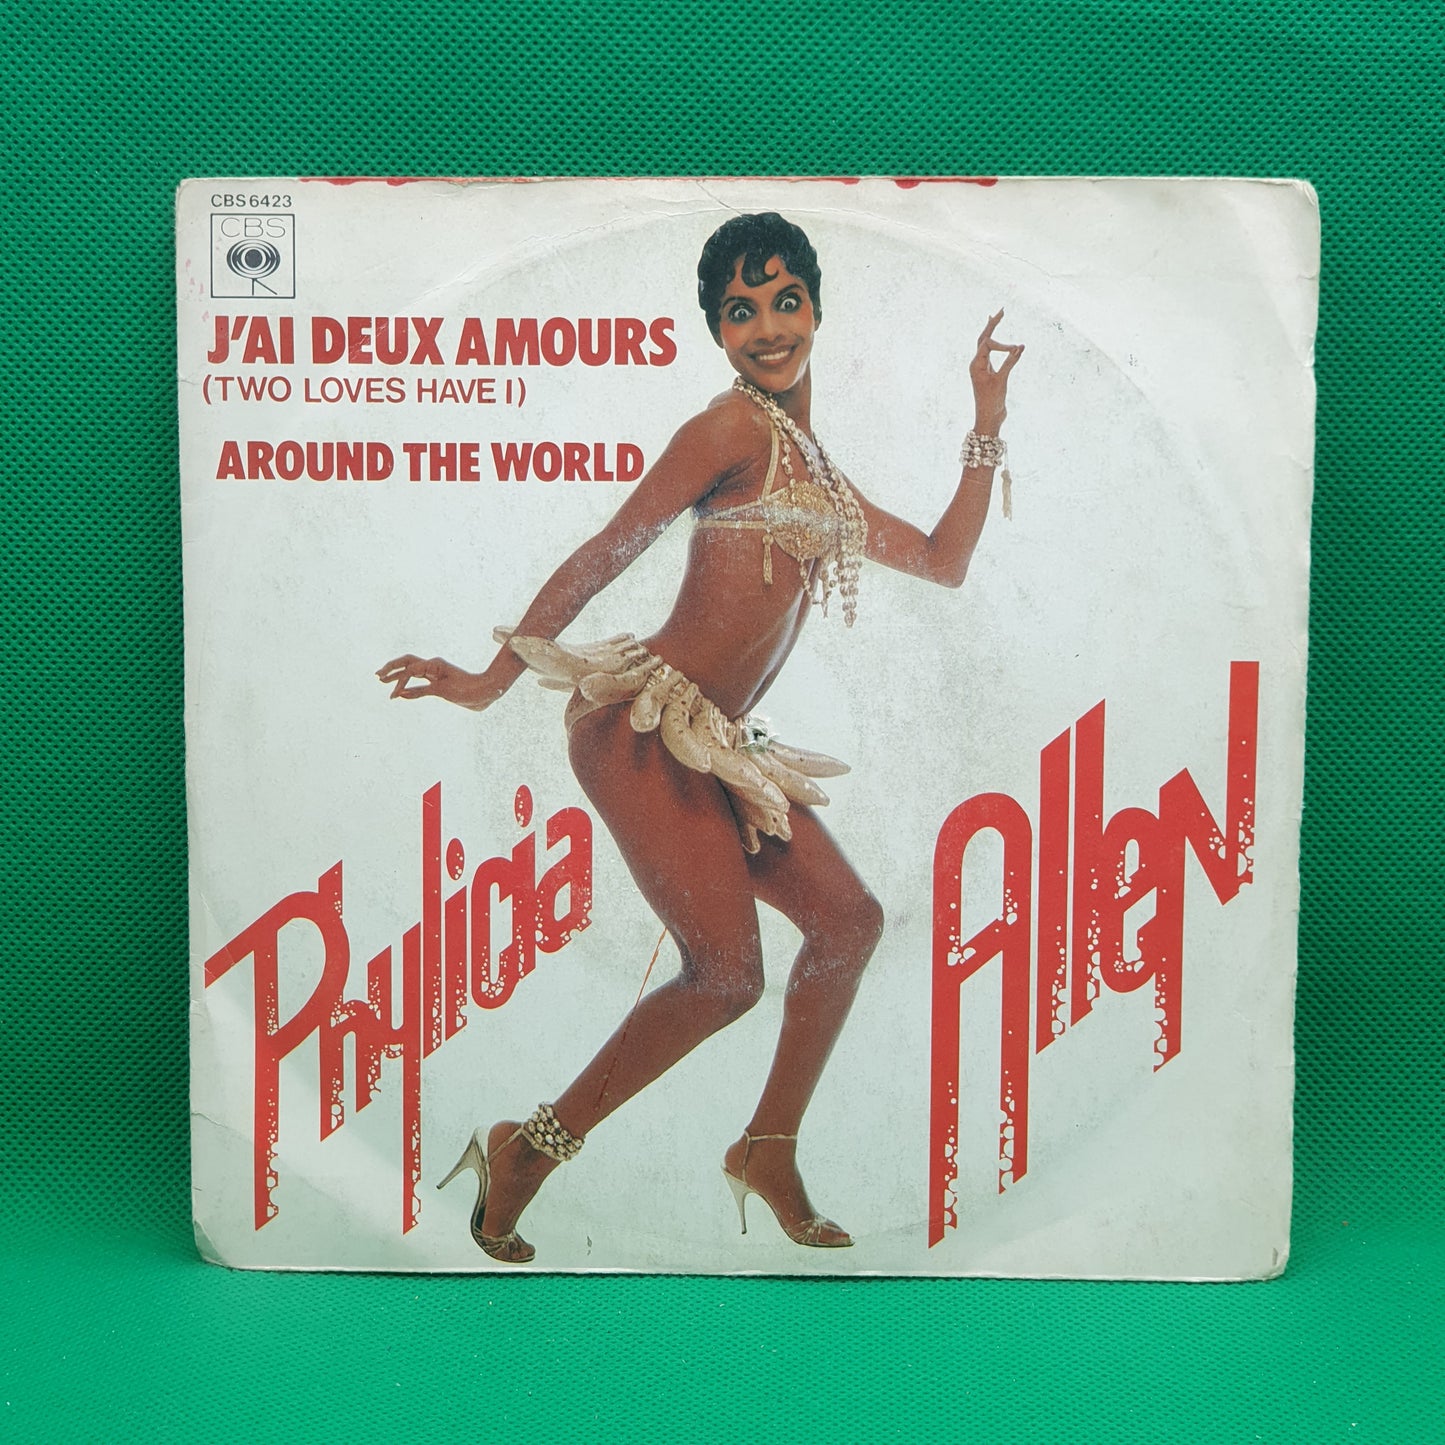 CBS 6423
CBS
J'AI DEUX AMOURS
(TWO LOVES HAVE I)
AROUND THE WORLD
Phylicia Allen